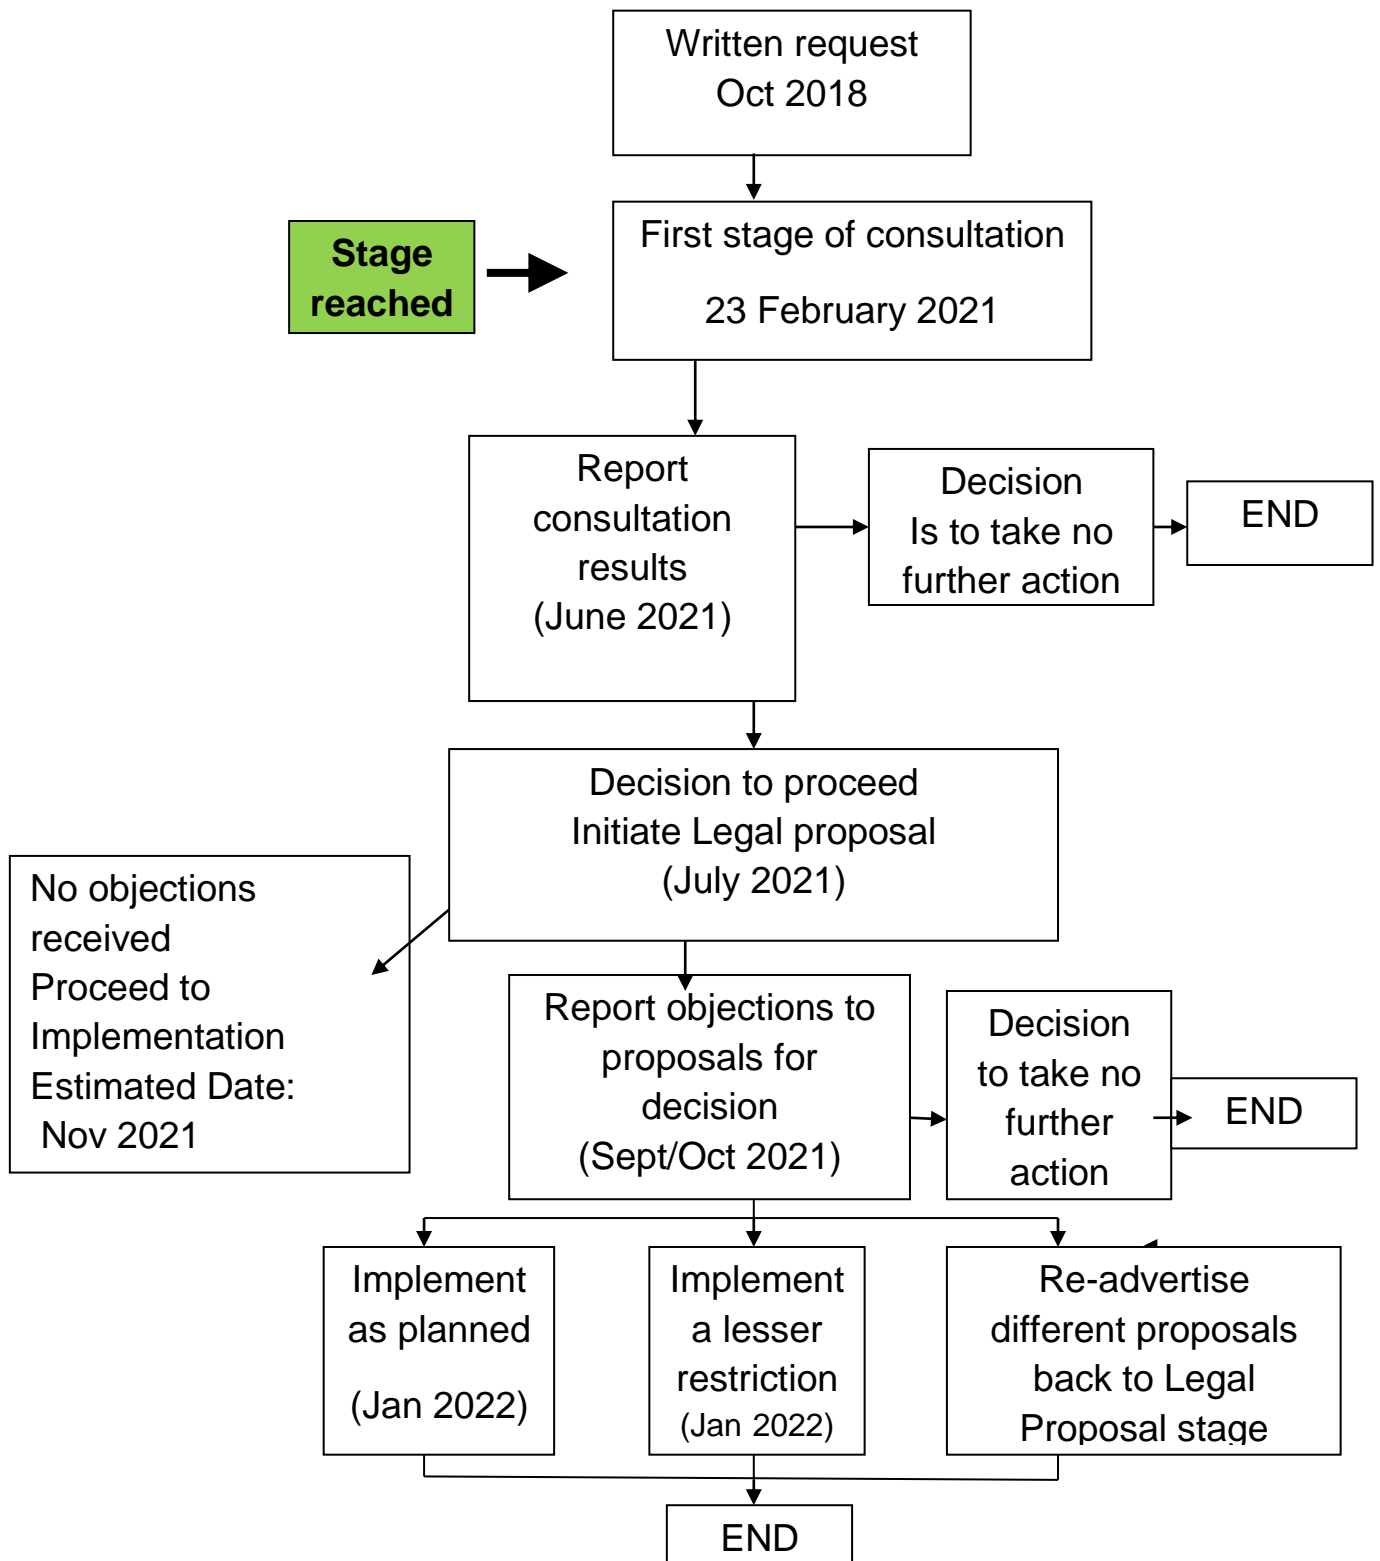 Written request
Oct 2018
Stage
reached
First stage of consultation
23 February 2021
Report
consultation
results
(June 2021)
Decision
Is to take no
further action
END
Decision to proceed
Initiate Legal proposal
(July 2021)
No objections
received
Proceed to
Implementation
Estimated Date:
Nov 2021
Report objections to
proposals for
decision
(Sept/Oct 2021)
Decision
to take no
further
action
END
Implement
as planned
(Jan 2022)
Implement
a lesser
restriction
(Jan 2022)
Re-advertise
different proposals
back to Legal
Proposal stage
END